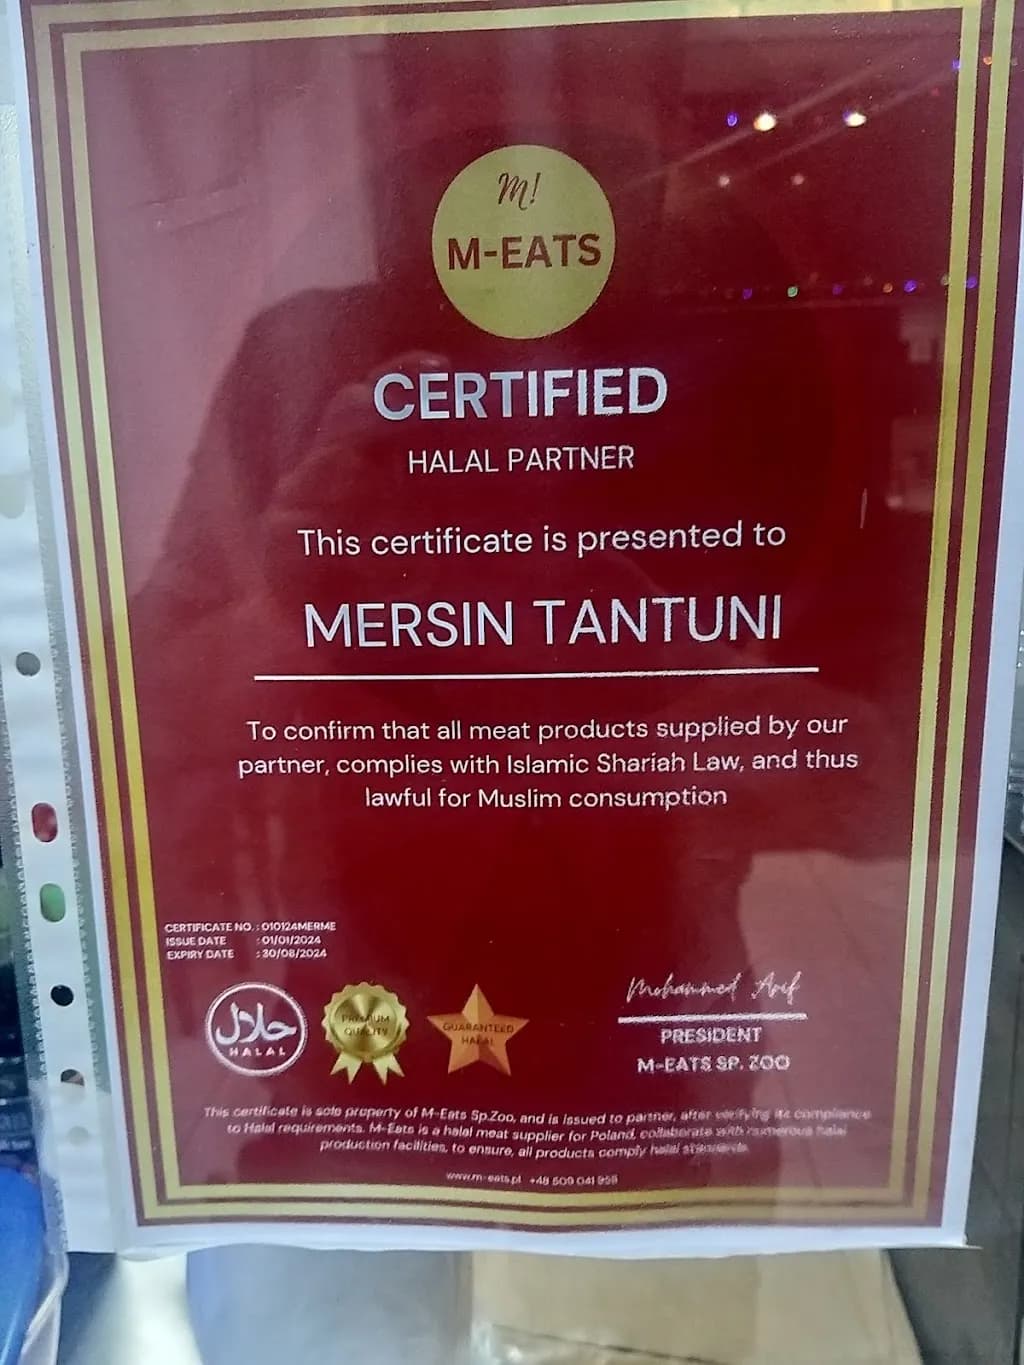 m!
M-EATS
CERTIFIED
HALAL PARTNER
This certificate is presented to
MERSIN TANTUNI
To confirm that all meat products supplied by our
partner, complies with Islamic Shariah Law, and thus
lawful for Muslim consumption
CERTIFICATE NO. : 010124MERME
ISSUE DATE : 01/01/2024
EXPIRY DATE : 30/08/2024
حلال
HALAL
PREMIUM
QUALITY
GUARANTEED
HALAL
Mohammed Arif
PRESIDENT
M-EATS SP. ZOO
This certificate is sole property of M-Eats Sp.Zoo, and is issued to partner, after verifying its compliance
to Halal requirements. M-Eats is a halal meat supplier for Poland, collaborate with numerous halal
production facilities, to ensure, all products comply halal standards.
www.m-eats.pl +48 509 041 959